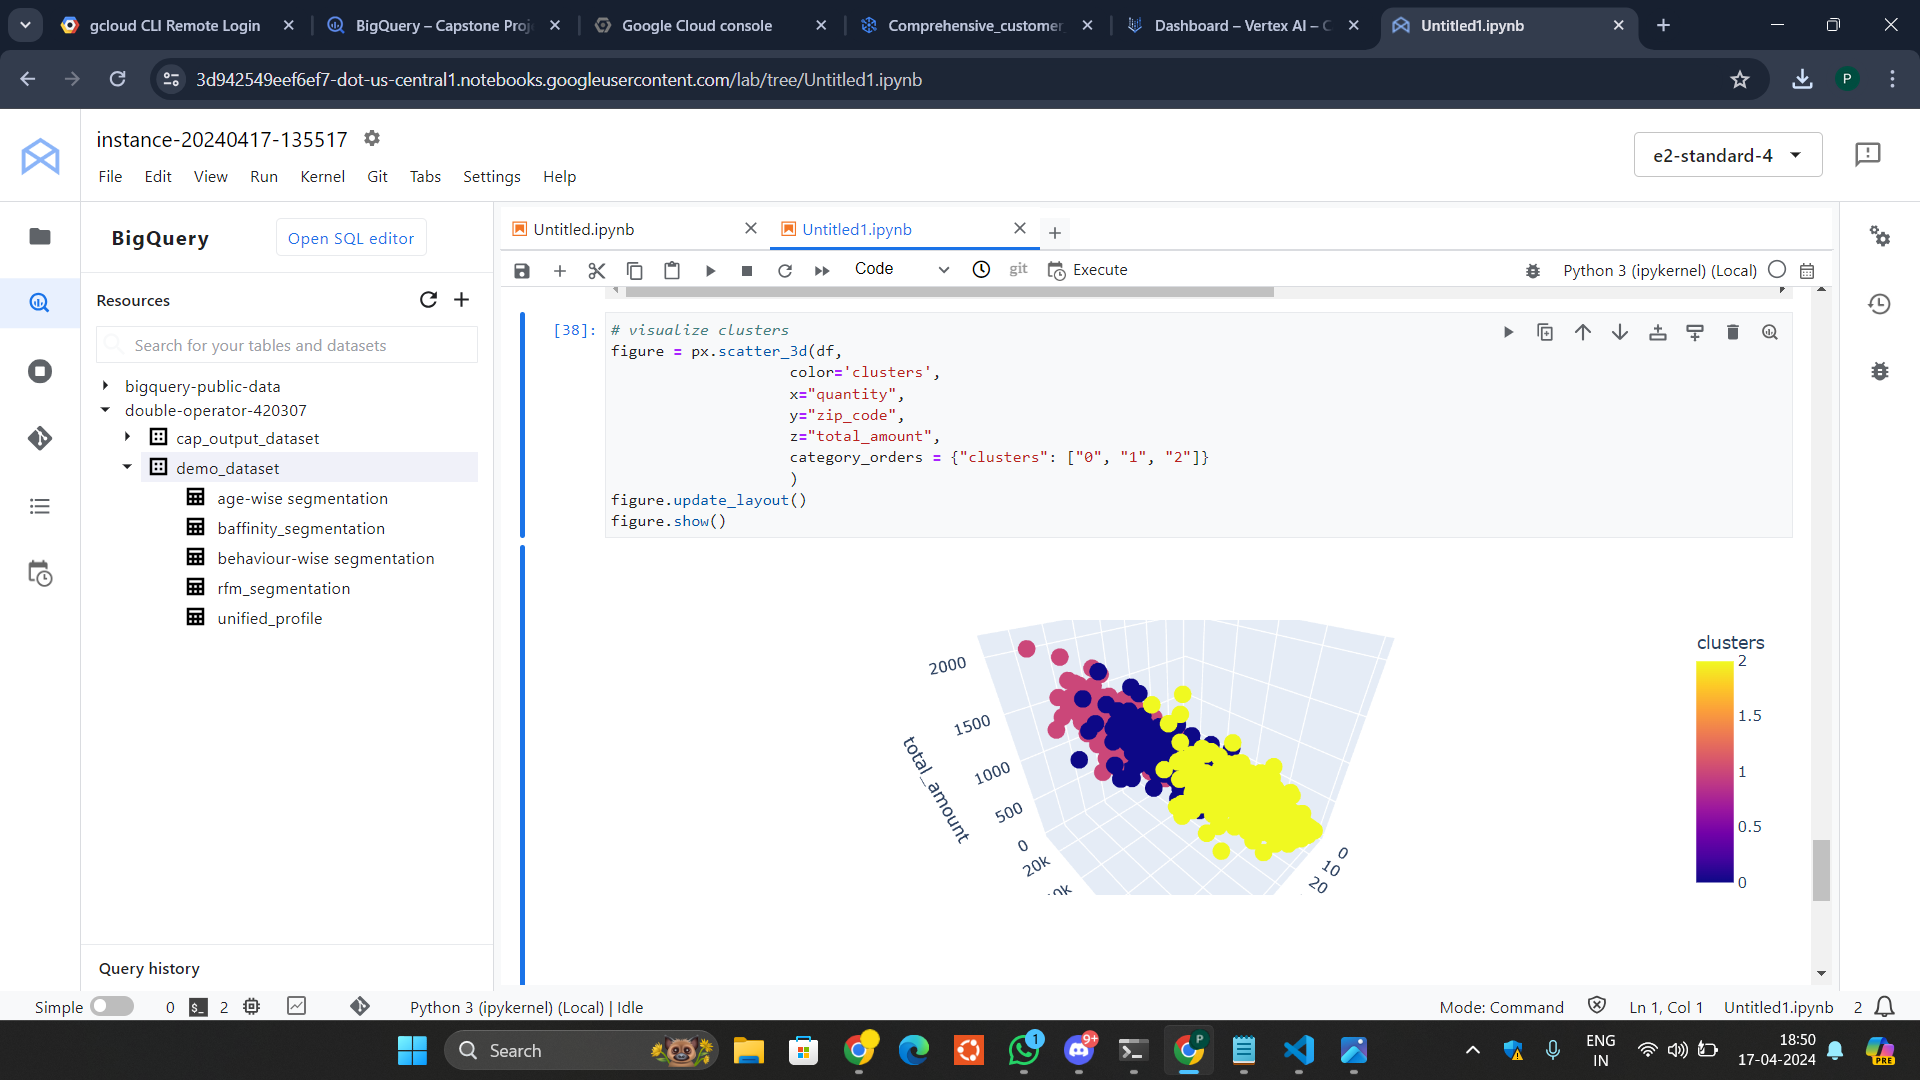 gCloud CLI Remote Login
BigQuery – Capstone Proje
Google Cloud console
Comprehensive_customer_
Dashboard – Vertex AI – C
Untitled1.ipynb
3d942549eef6ef7-dot-us-central1.notebooks.googleusercontent.com/lab/tree/Untitled1.ipynb
P
instance-20240417-135517
e2-standard-4
File Edit View Run Kernel Git Tabs Settings Help
BigQuery
Open SQL editor
Resources
Search for your tables and datasets
bigquery-public-data
double-operator-420307
cap_output_dataset
demo_dataset
age-wise segmentation
baffinity_segmentation
behaviour-wise segmentation
rfm_segmentation
unified_profile
Query history
Untitled.ipynb
Untitled1.ipynb
Code
git
Execute
Python 3 (ipykernel) (Local)
[38]:
# visualize clusters
figure = px.scatter_3d(df,
color='clusters',
x="quantity",
y="zip_code",
z="total_amount",
category_orders = {"clusters": ["0", "1", "2"]}
)
figure.update_layout()
figure.show()
2000
1500
1000
500
0
total_amount
20k
0
10
20
clusters
2
1.5
1
0.5
0
Simple
0
2
Python 3 (ipykernel) (Local) | Idle
Mode: Command
Ln 1, Col 1
Untitled1.ipynb
2
Search
1
9+
P
ENG
IN
18:50
17-04-2024
PRE